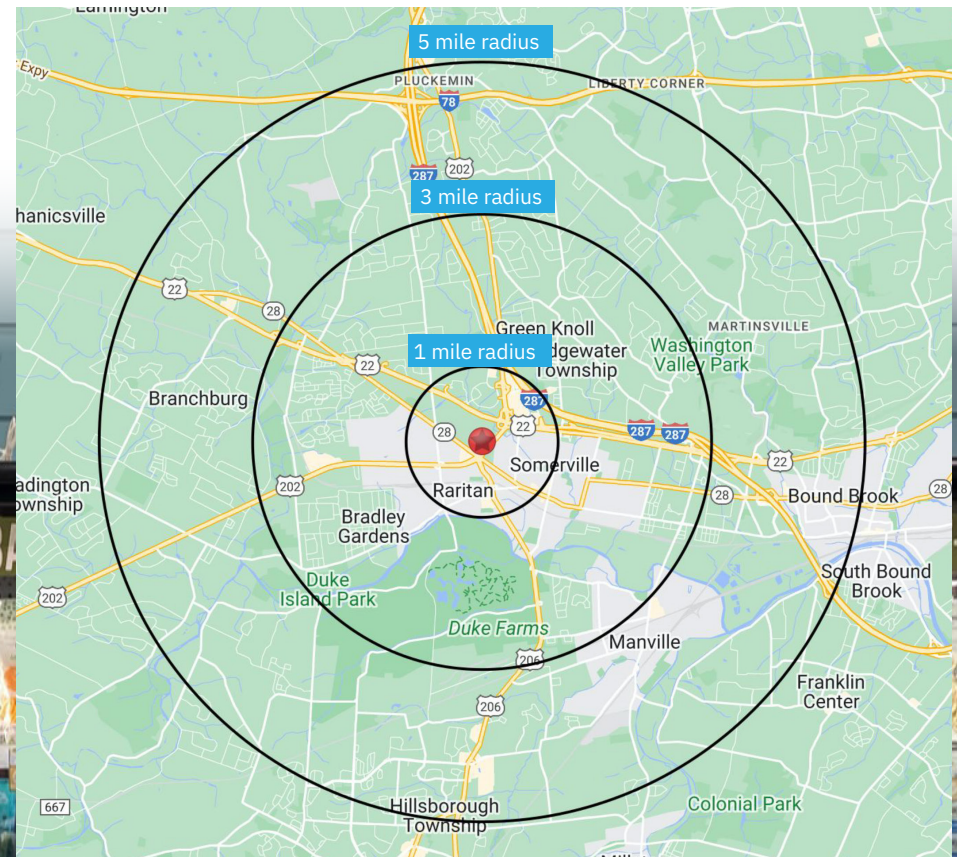 Lamington
5 mile radius
Expy
PLUCKEMIN
LIBERTY CORNER
78
287
202
3 mile radius
hanicsville
22
28
Green Knoll
MARTINSVILLE
1 mile radius
dgewater
Township
Washington
Valley Park
22
Branchburg
287
28
22
287
287
22
Somerville
adington
ownship
202
Raritan
28
Bound Brook
28
Bradley
Gardens
South Bound
Brook
Duke
Island Park
202
Duke Farms
Manville
206
Franklin
Center
206
667
Hillsborough
Township
Colonial Park